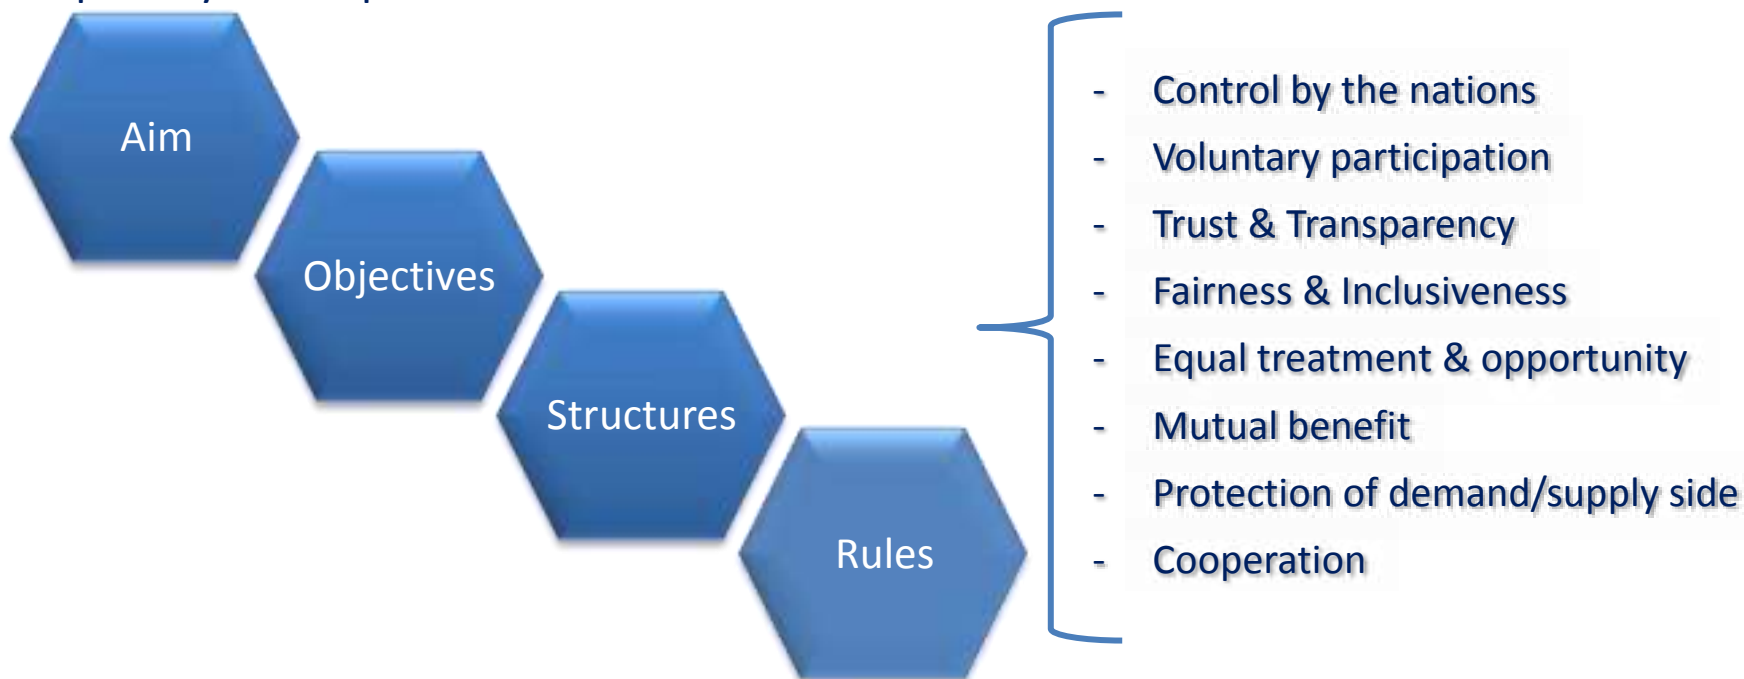 Aim
Objectives
Structures
Rules
- Control by the nations
- Voluntary participation
- Trust & Transparency
- Fairness & Inclusiveness
- Equal treatment & opportunity
- Mutual benefit
- Protection of demand/supply side
- Cooperation